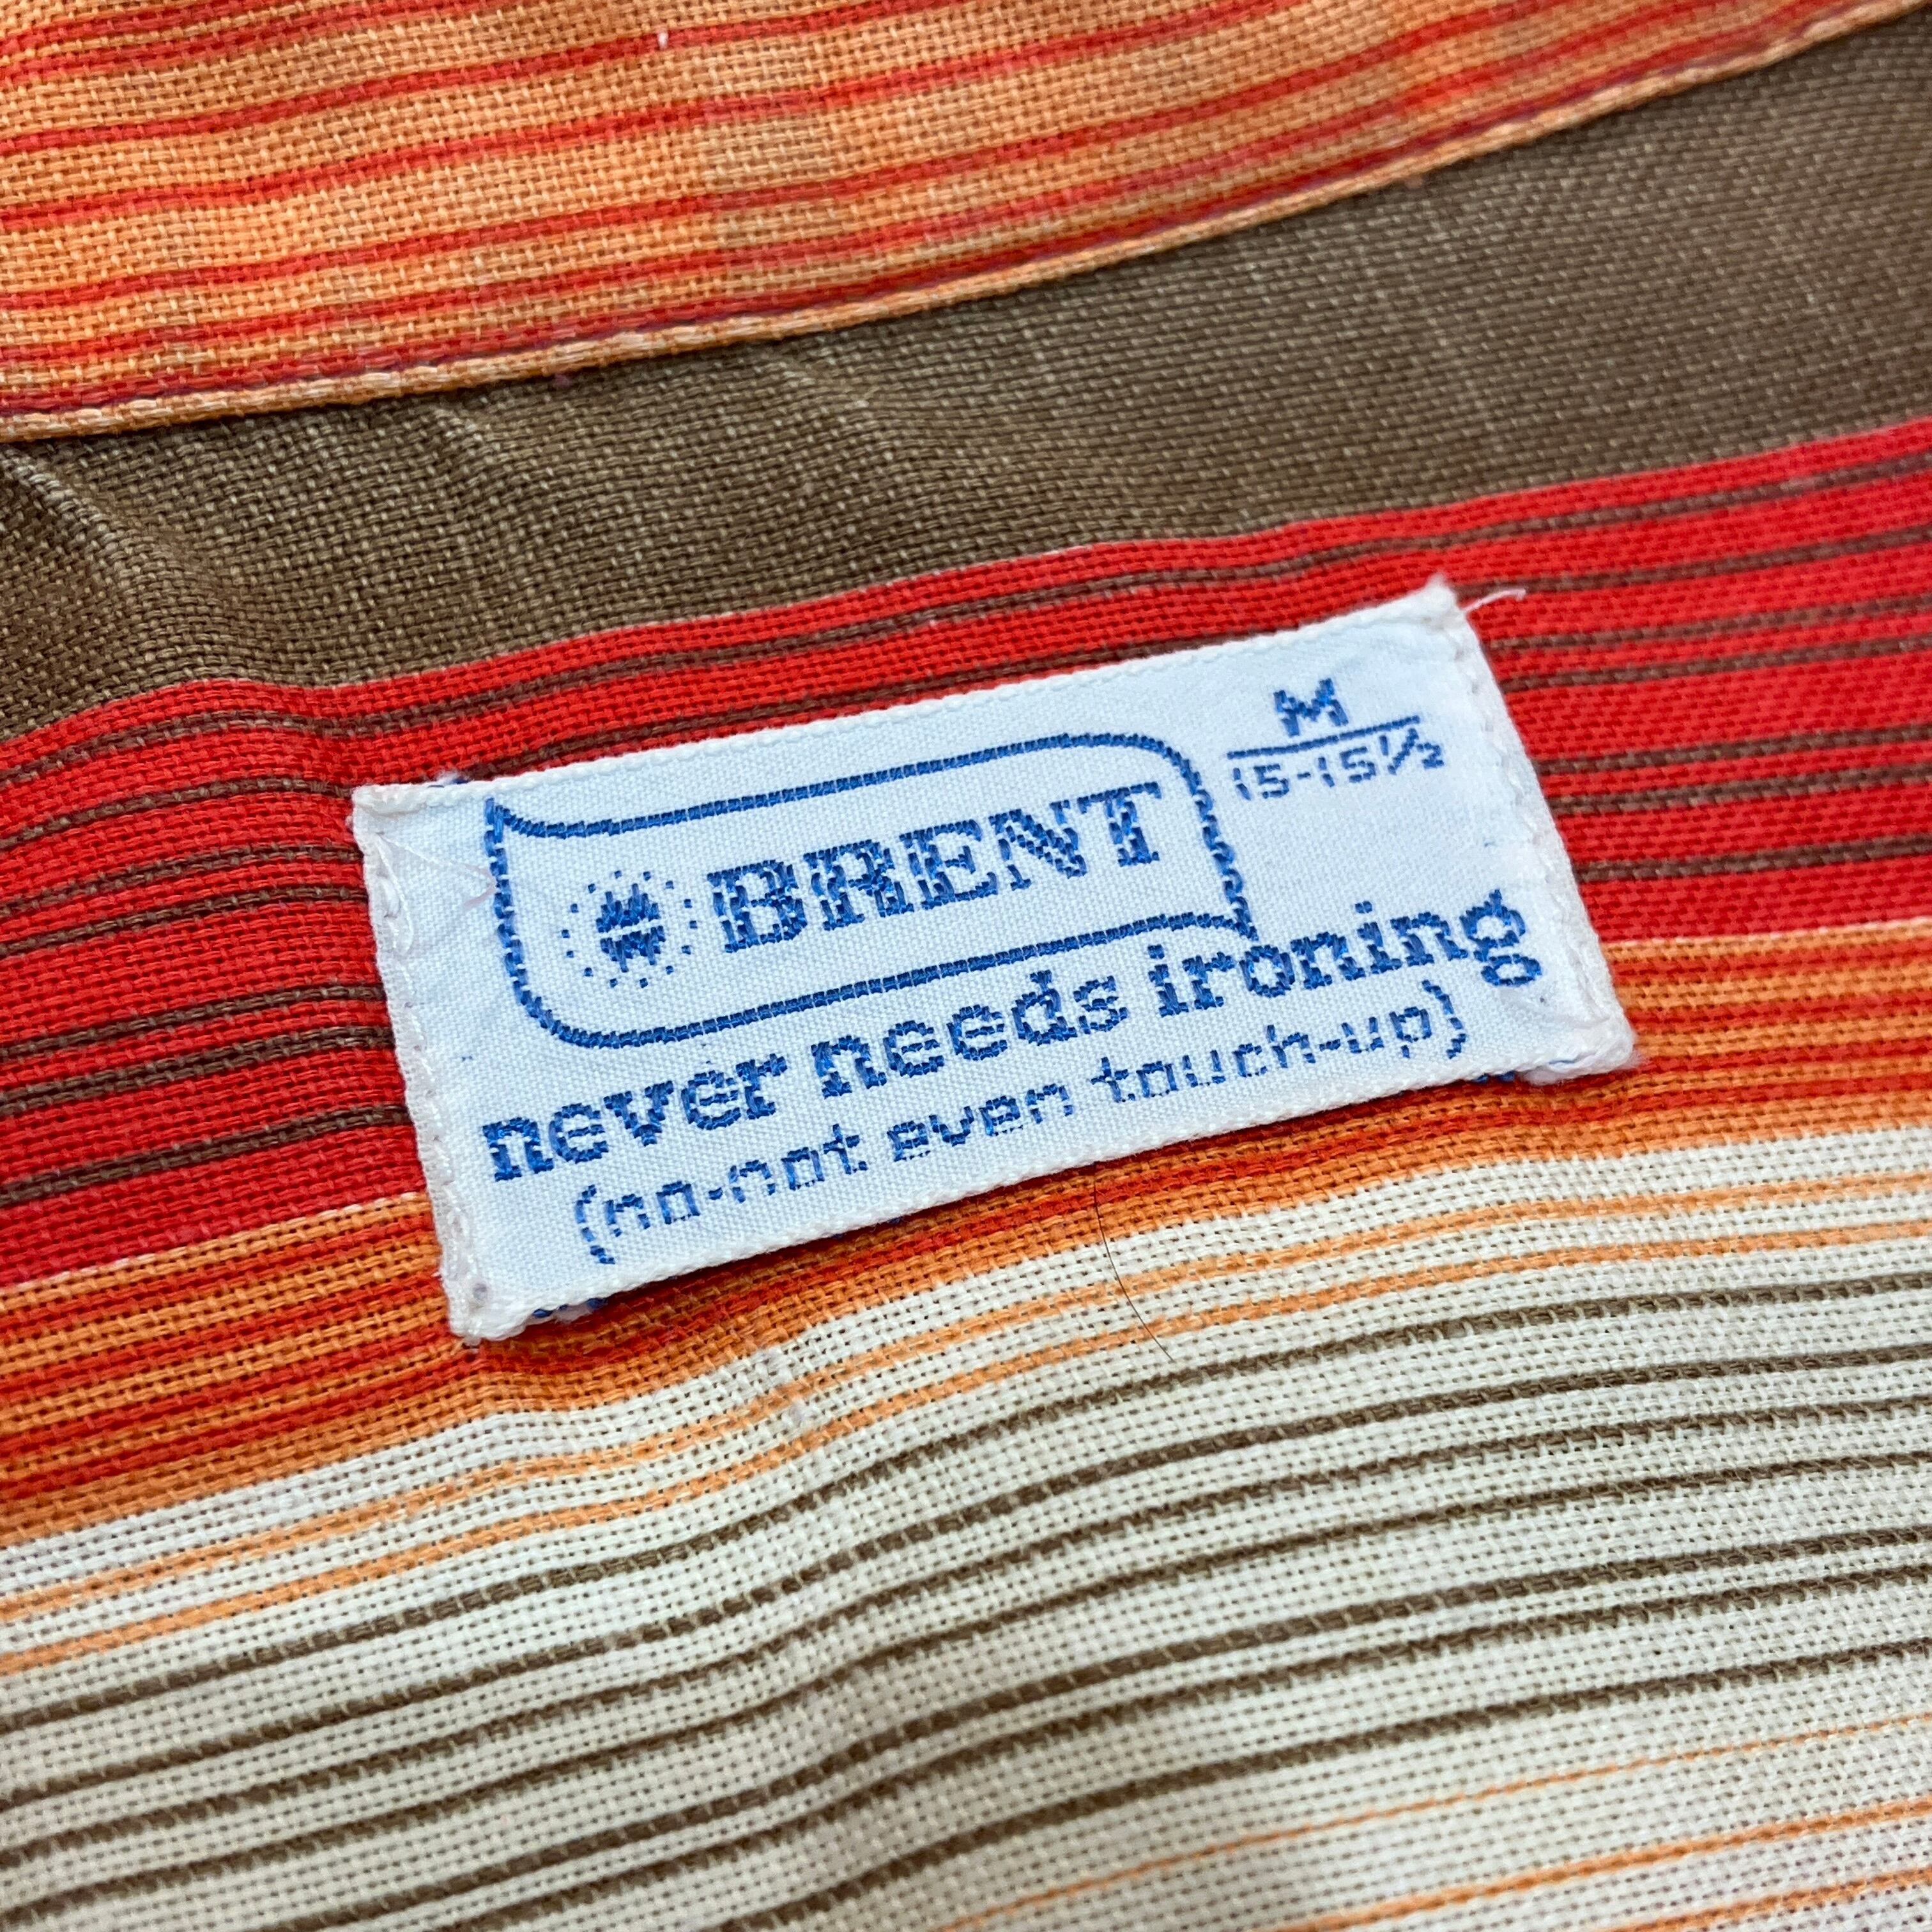 M
15-15½
BRENT
never needs ironing
(no-not even touch-up)